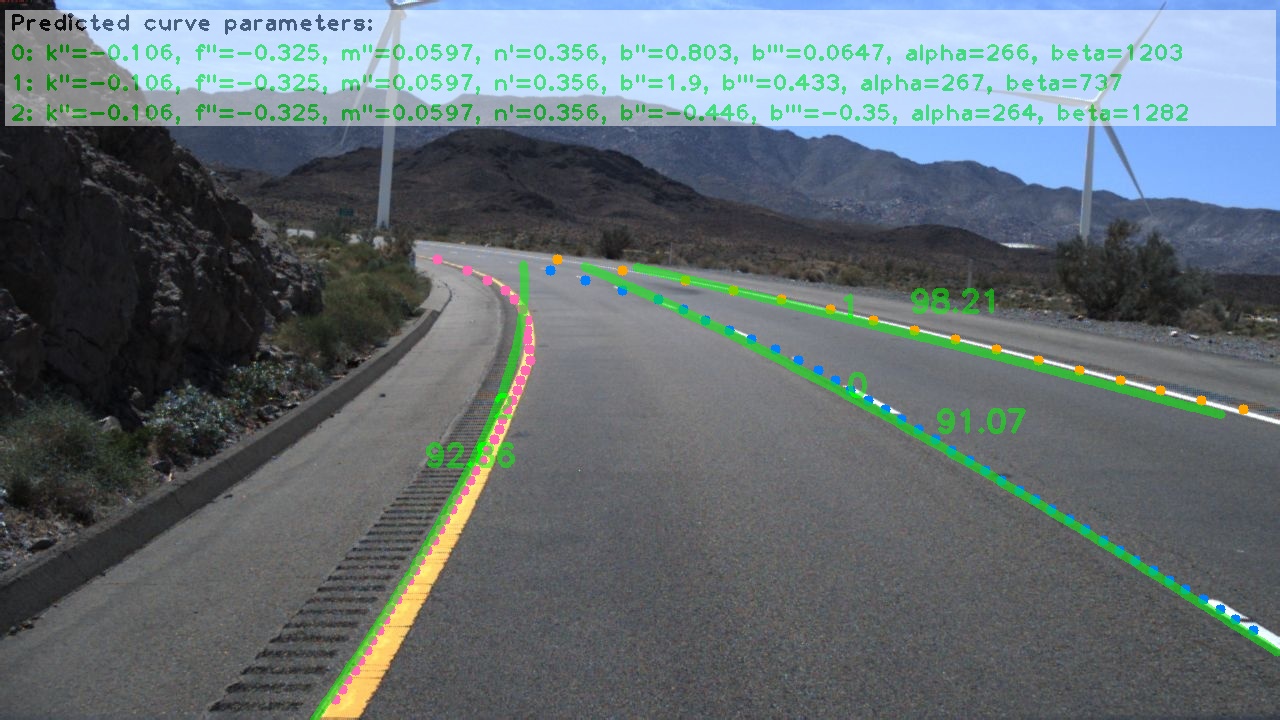 Predicted curve parameters:
0: k''=-0.106, f''=-0.325, m''=0.0597, n'=0.356, b''=0.803, b'''=0.0647, alpha=266, beta=1203
1: k''=-0.106, f''=-0.325, m''=0.0597, n'=0.356, b''=1.9, b'''=0.433, alpha=267, beta=737
2: k''=-0.106, f''=-0.325, m''=0.0597, n'=0.356, b''=-0.446, b'''=-0.35, alpha=264, beta=1282
1
98.21
0
91.07
2